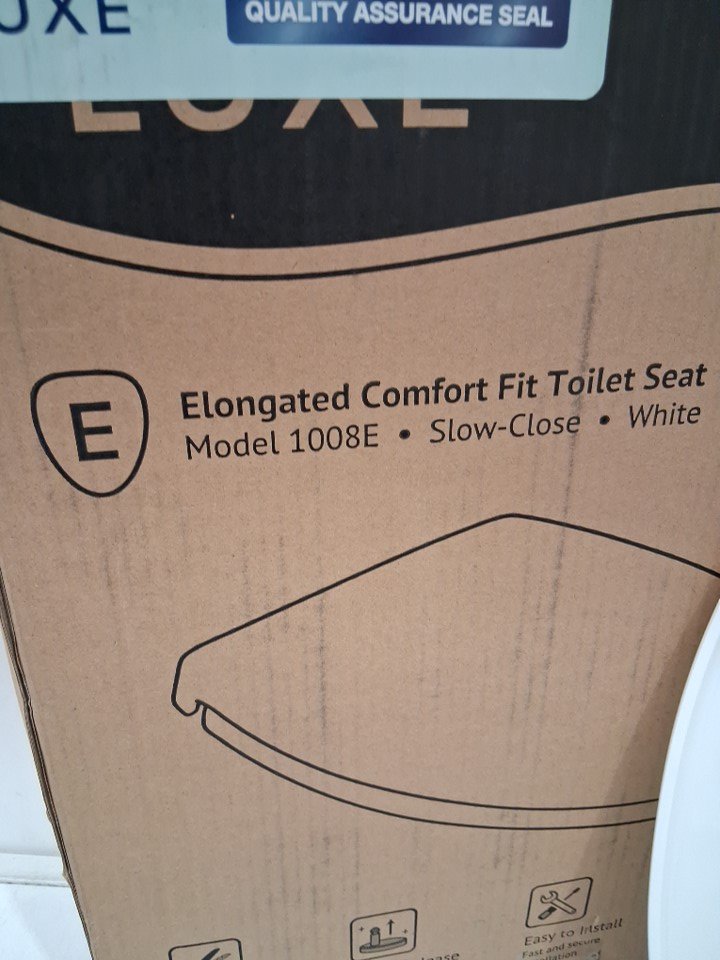 UXE
QUALITY ASSURANCE SEAL
LUXE
E
Elongated Comfort Fit Toilet Seat
Model 1008E • Slow-Close • White
Easy to Install
Fast and secure